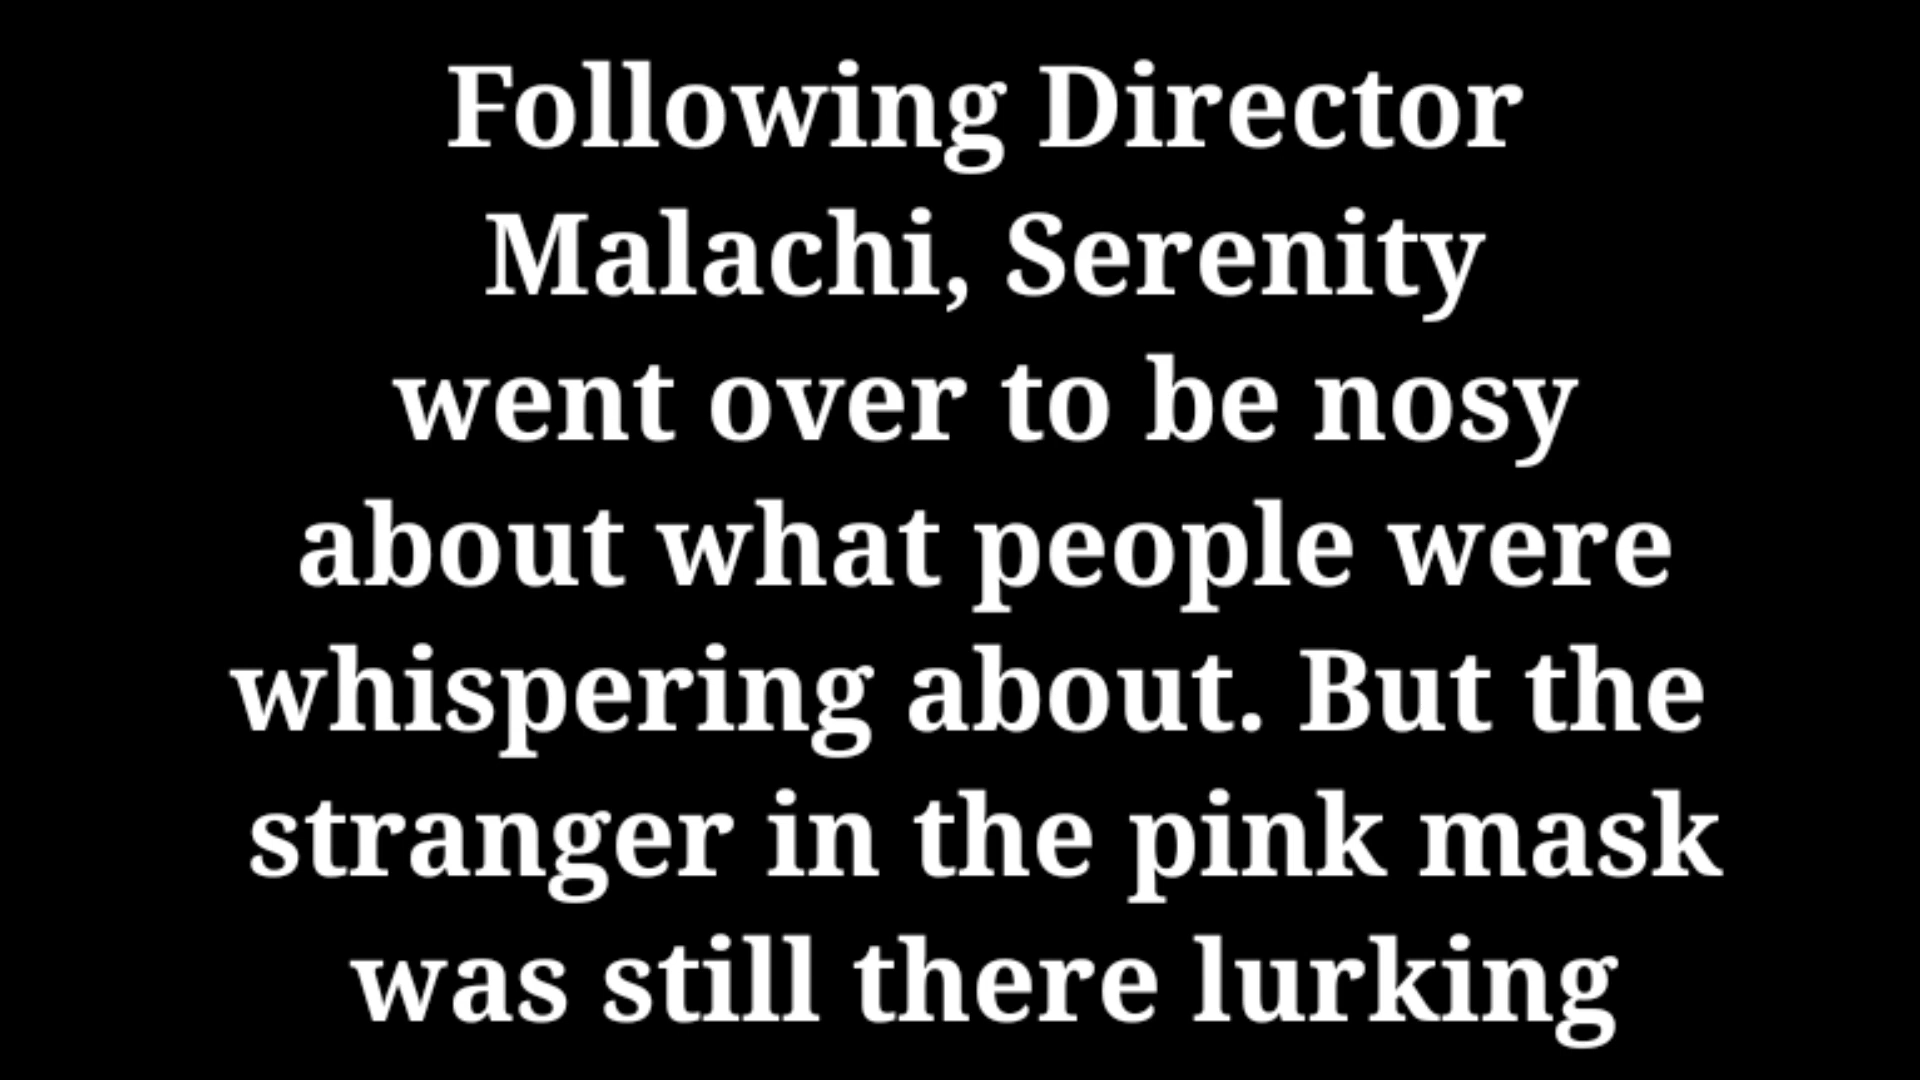 Following Director
Malachi, Serenity
went over to be nosy
about what people were
whispering about. But the
stranger in the pink mask
was still there lurking